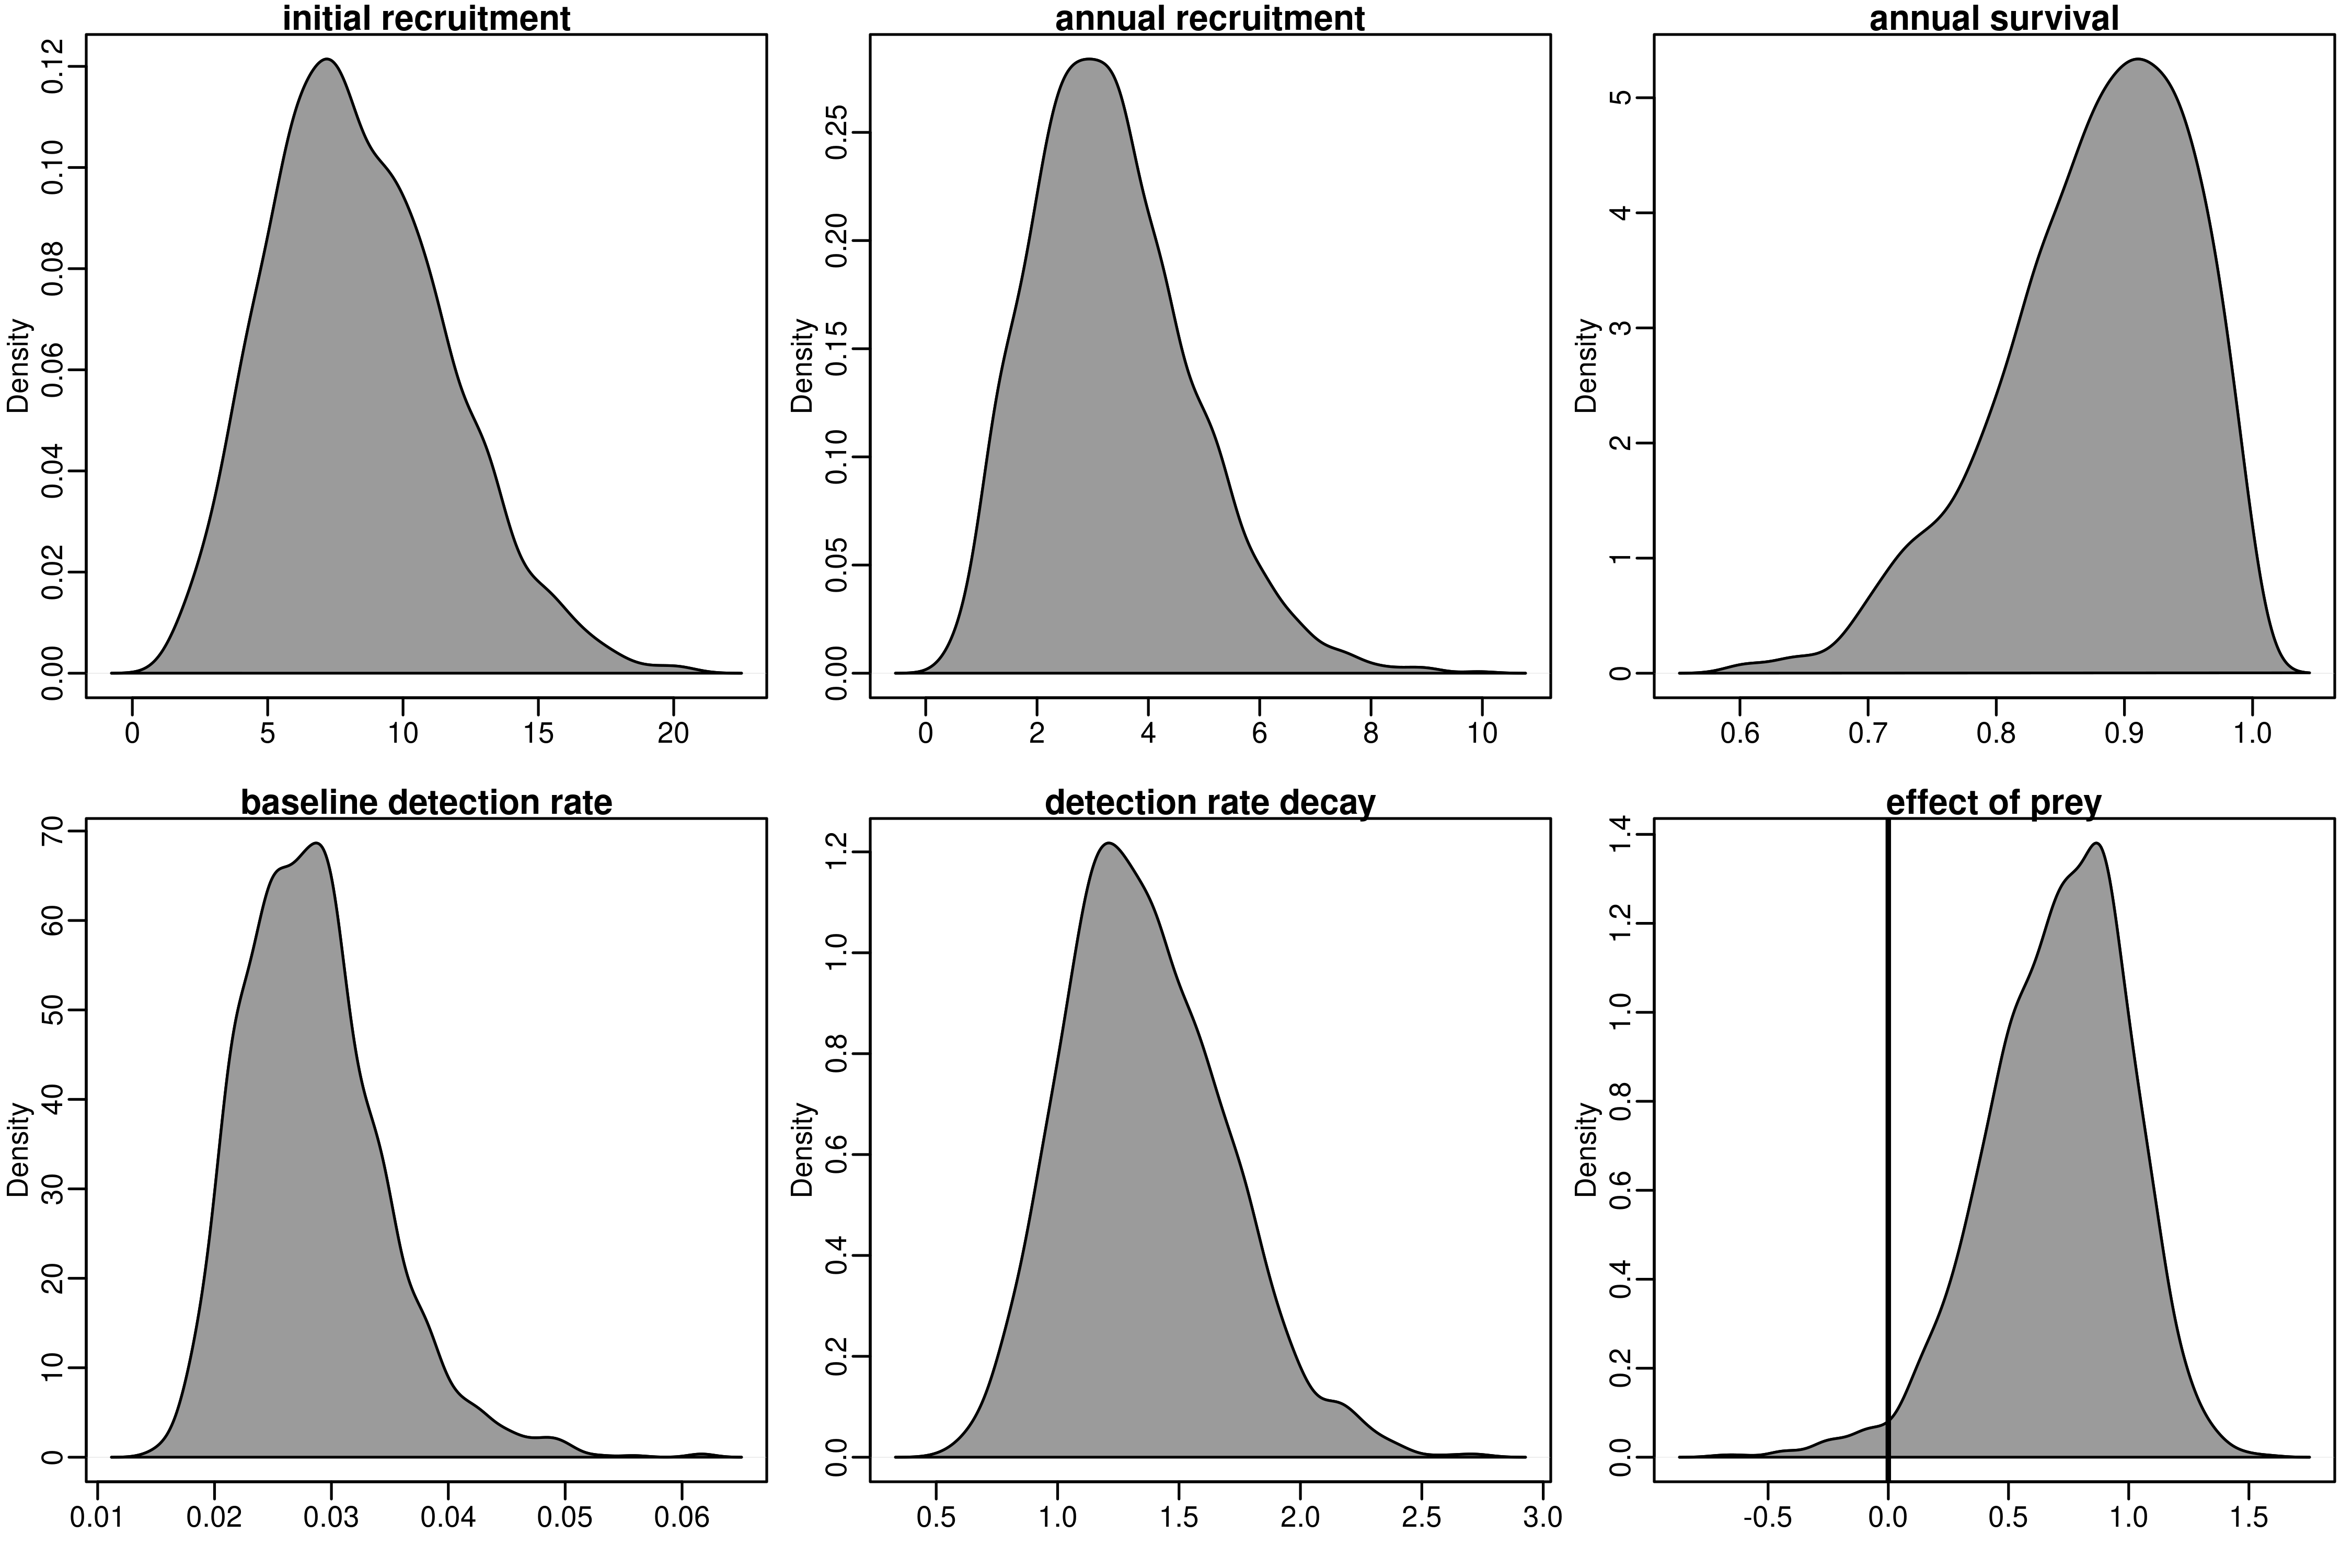 initial recruitment
Density
0.00 0.02 0.04 0.06 0.08 0.10 0.12
0 5 10 15 20
annual recruitment
Density
0.00 0.05 0.10 0.15 0.20 0.25
0 2 4 6 8 10
annual survival
Density
0 1 2 3 4 5
0.6 0.7 0.8 0.9 1.0
baseline detection rate
Density
0 10 20 30 40 50 60 70
0.01 0.02 0.03 0.04 0.05 0.06
detection rate decay
Density
0.0 0.2 0.4 0.6 0.8 1.0 1.2
0.5 1.0 1.5 2.0 2.5 3.0
effect of prey
Density
0.0 0.2 0.4 0.6 0.8 1.0 1.2 1.4
-0.5 0.0 0.5 1.0 1.5